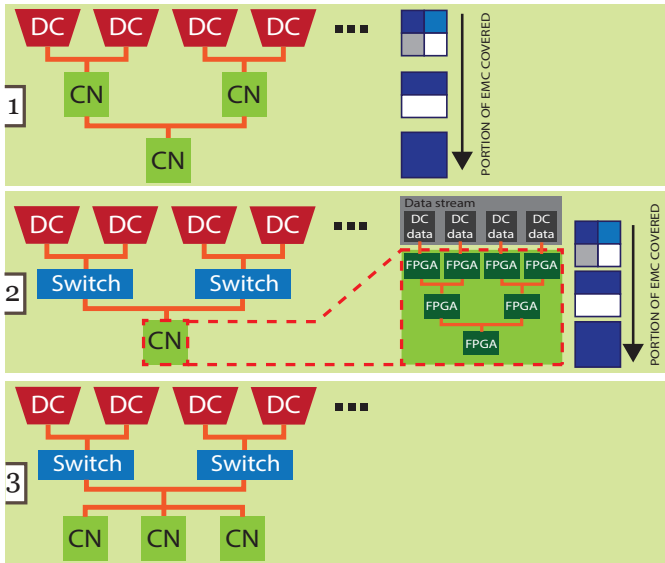 DC DC DC DC
CN CN
1
CN
PORTION OF EMC COVERED
Data stream
DC DC DC DC
data data data data
DC DC DC DC
FPGA FPGA FPGA FPGA
Switch Switch
2
FPGA FPGA
CN
FPGA
PORTION OF EMC COVERED
DC DC DC DC
Switch Switch
3
CN CN CN